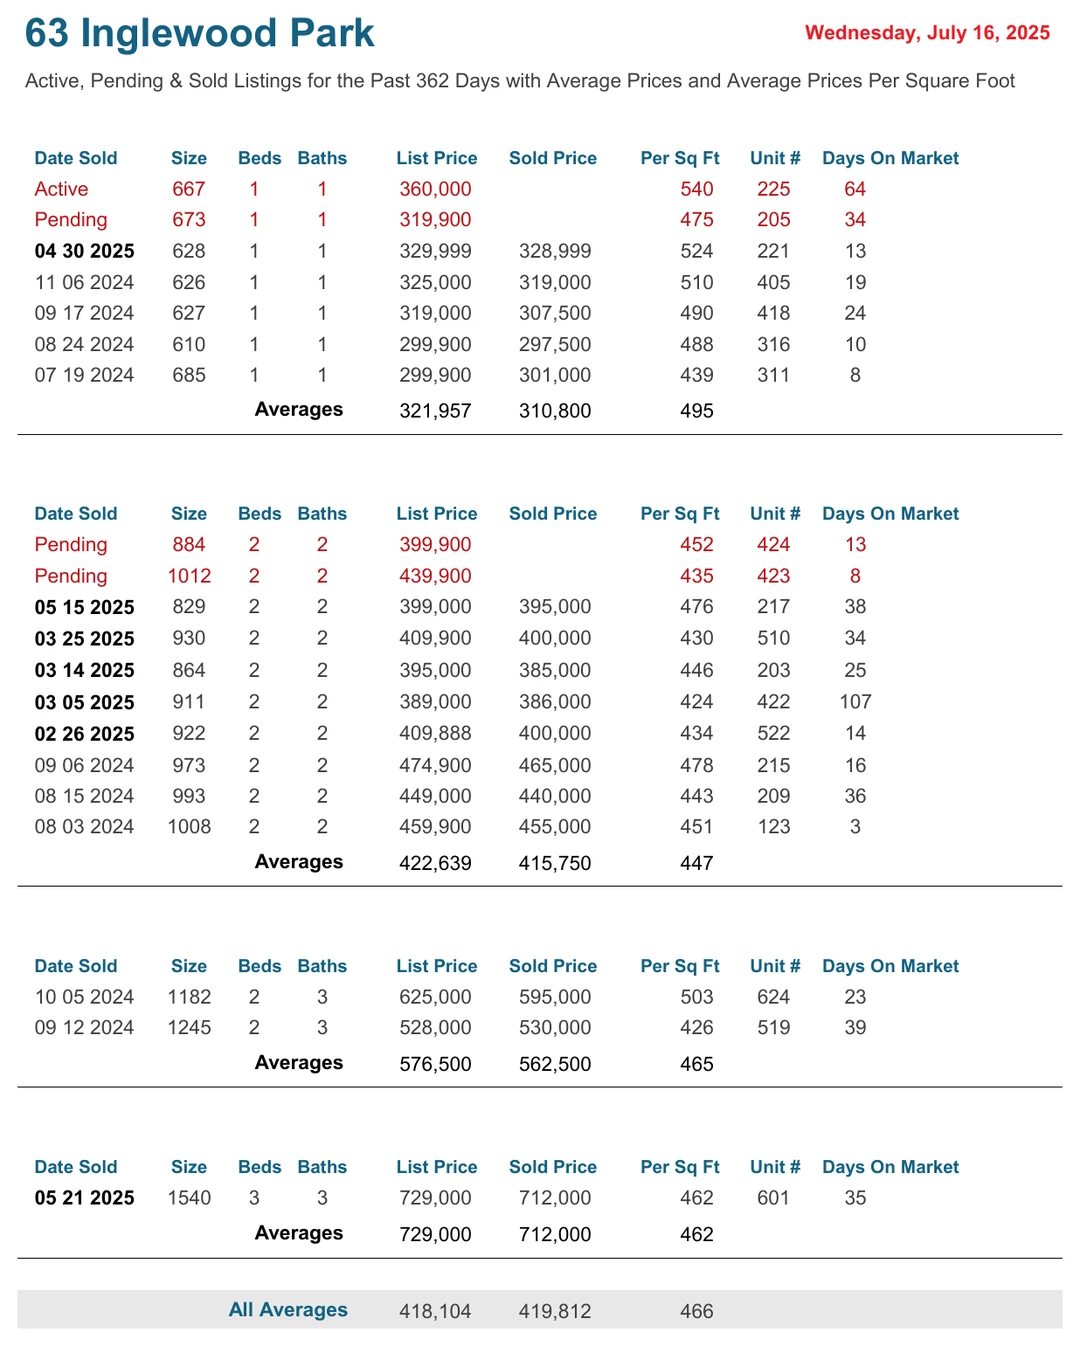 63 Inglewood Park
Wednesday, July 16, 2025
Active, Pending & Sold Listings for the Past 362 Days with Average Prices and Average Prices Per Square Foot
Date Sold Size Beds Baths List Price Sold Price Per Sq Ft Unit # Days On Market
Active 667 1 1 360,000 540 225 64
Pending 673 1 1 319,900 475 205 34
04 30 2025 628 1 1 329,999 328,999 524 221 13
11 06 2024 626 1 1 325,000 319,000 510 405 19
09 17 2024 627 1 1 319,000 307,500 490 418 24
08 24 2024 610 1 1 299,900 297,500 488 316 10
07 19 2024 685 1 1 299,900 301,000 439 311 8
Averages 321,957 310,800 495
Date Sold Size Beds Baths List Price Sold Price Per Sq Ft Unit # Days On Market
Pending 884 2 2 399,900 452 424 13
Pending 1012 2 2 439,900 435 423 8
05 15 2025 829 2 2 399,000 395,000 476 217 38
03 25 2025 930 2 2 409,900 400,000 430 510 34
03 14 2025 864 2 2 395,000 385,000 446 203 25
03 05 2025 911 2 2 389,000 386,000 424 422 107
02 26 2025 922 2 2 409,888 400,000 434 522 14
09 06 2024 973 2 2 474,900 465,000 478 215 16
08 15 2024 993 2 2 449,000 440,000 443 209 36
08 03 2024 1008 2 2 459,900 455,000 451 123 3
Averages 422,639 415,750 447
Date Sold Size Beds Baths List Price Sold Price Per Sq Ft Unit # Days On Market
10 05 2024 1182 2 3 625,000 595,000 503 624 23
09 12 2024 1245 2 3 528,000 530,000 426 519 39
Averages 576,500 562,500 465
Date Sold Size Beds Baths List Price Sold Price Per Sq Ft Unit # Days On Market
05 21 2025 1540 3 3 729,000 712,000 462 601 35
Averages 729,000 712,000 462
All Averages 418,104 419,812 466